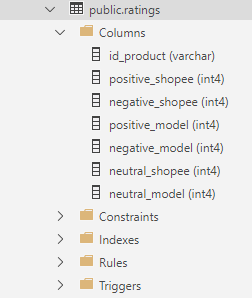 public.ratings
Columns
id_product (varchar)
positive_shopee (int4)
negative_shopee (int4)
positive_model (int4)
negative_model (int4)
neutral_shopee (int4)
neutral_model (int4)
Constraints
Indexes
Rules
Triggers